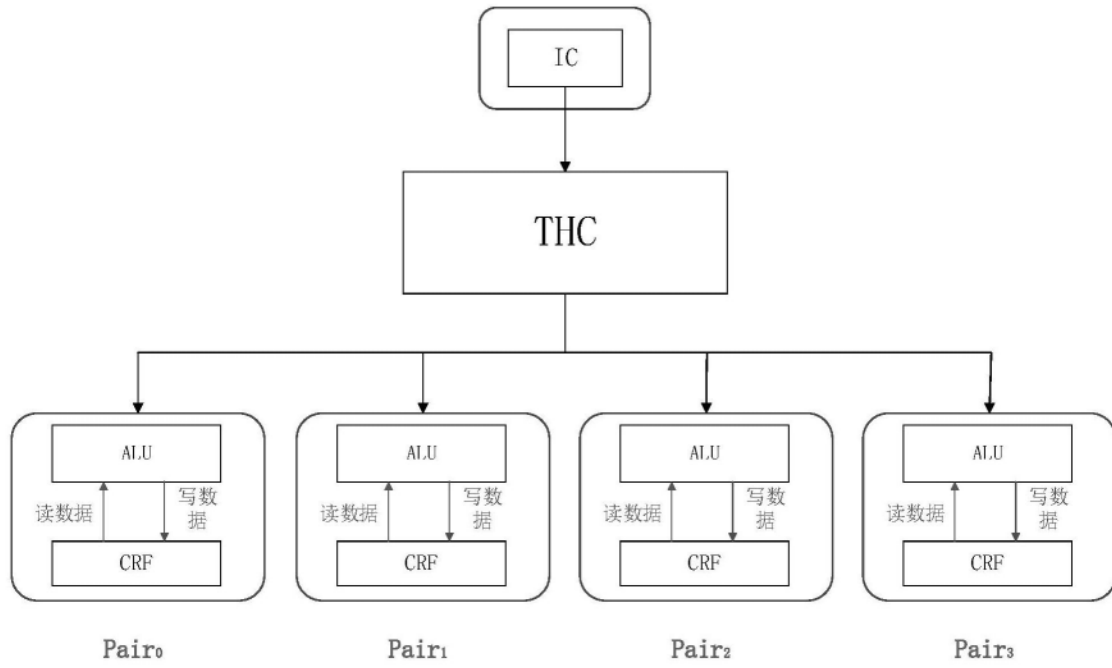 IC
THC
ALU
ALU
ALU
ALU
读数据
写数
据
读数据
写数
据
读数据
写数
据
读数据
写数
据
CRF
CRF
CRF
CRF
Pair₀
Pair₁
Pair₂
Pair₃